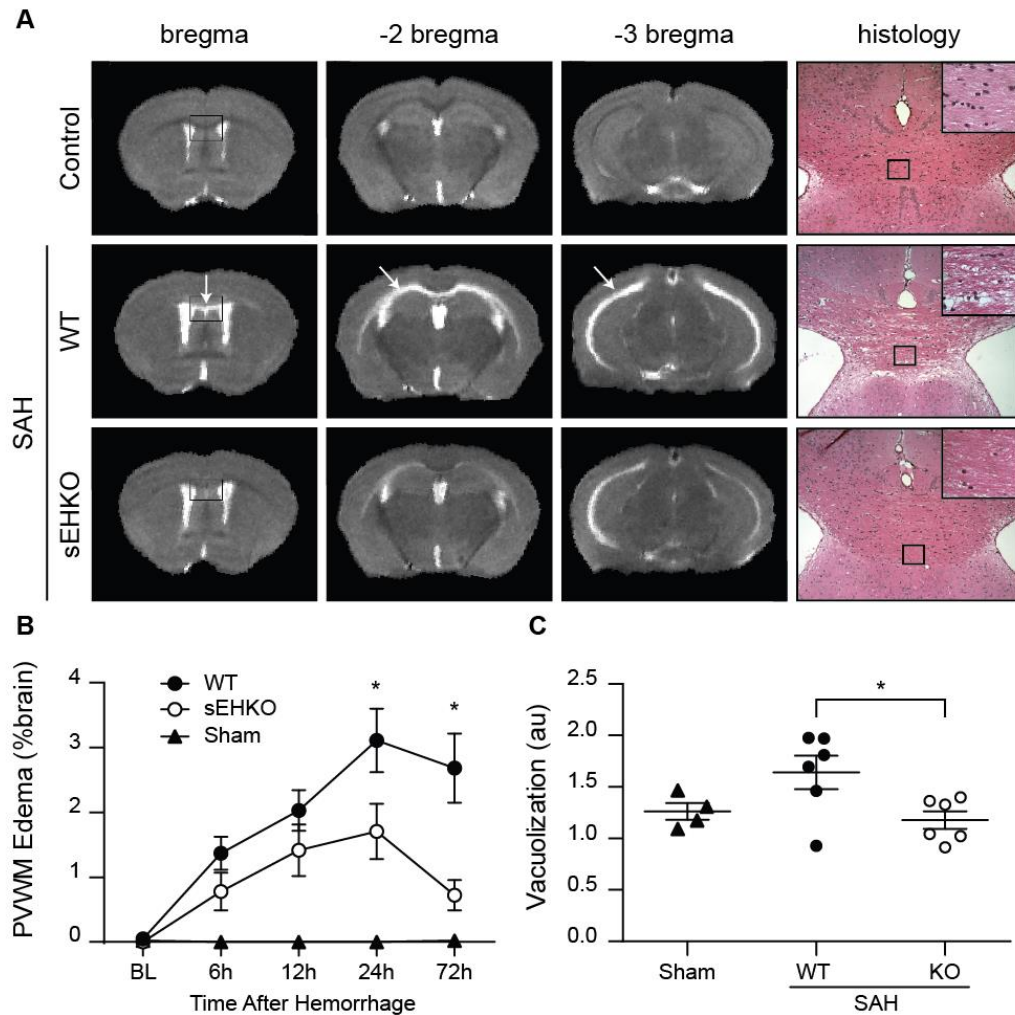 A
bregma
-2 bregma
-3 bregma
histology
Control
SAH
WT
sEHKO
B
PVWM Edema (%brain)
4
3
2
1
0
WT
sEHKO
Sham
*
*
BL
6h
12h
24h
72h
Time After Hemorrhage
C
Vacuolization (au)
2.5
2.0
1.5
1.0
0.5
0.0
*
Sham
WT
KO
SAH